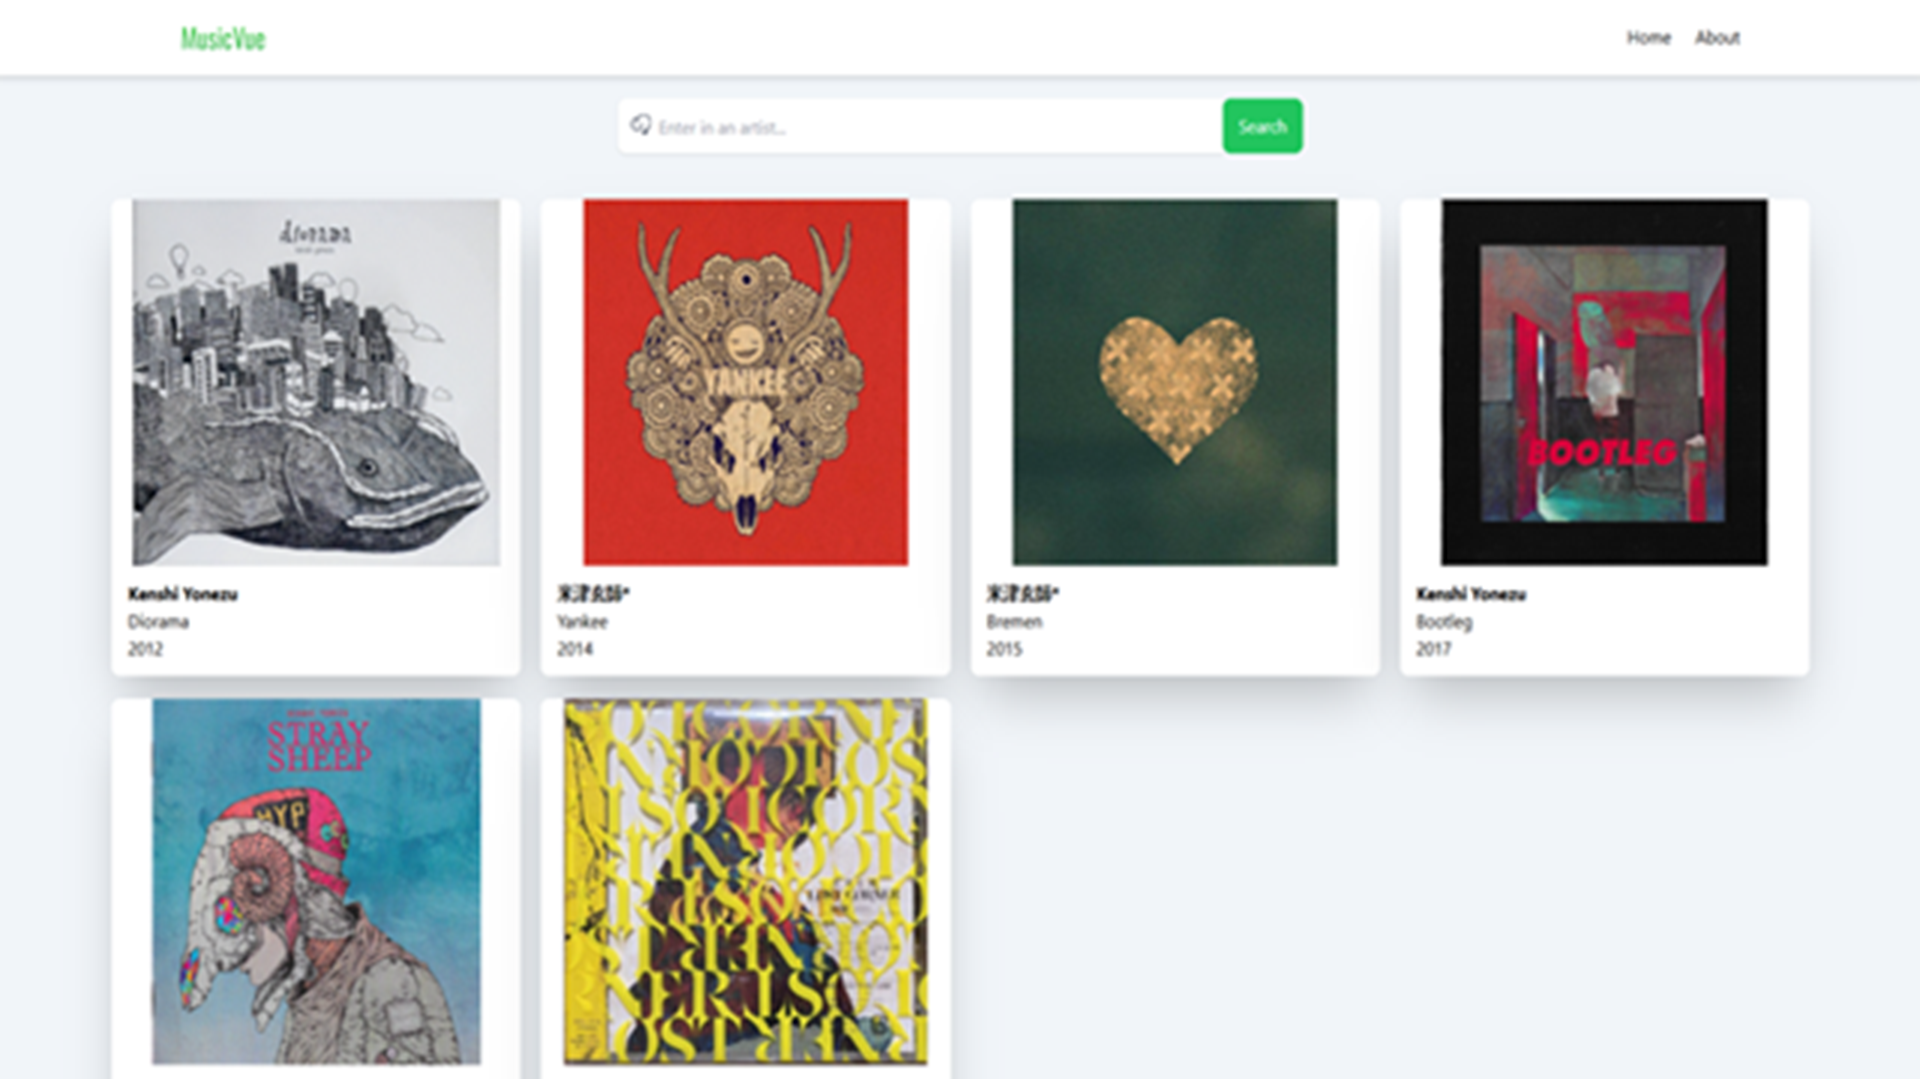 MusicVue
Home About
Enter in an artist...
Search
diorama
YANKEE
BOOTLEG
Kenshi Yonezu
Diorama
2012
米津玄師*
Yankee
2014
米津玄師*
Bremen
2015
Kenshi Yonezu
Bootleg
2017
STRAY
SHEEP
HYP